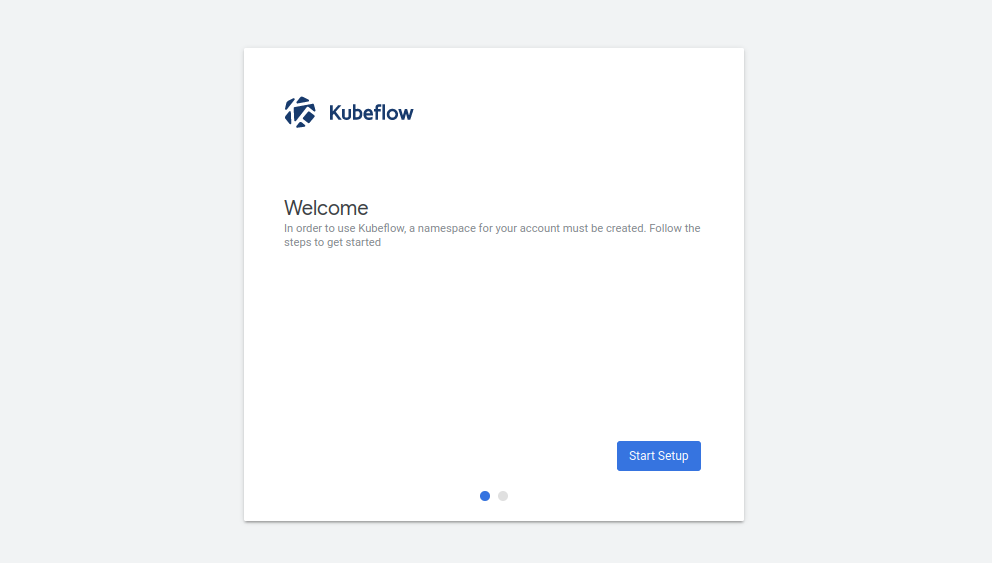 Kubeflow
Welcome
In order to use Kubeflow, a namespace for your account must be created. Follow the
steps to get started
Start Setup